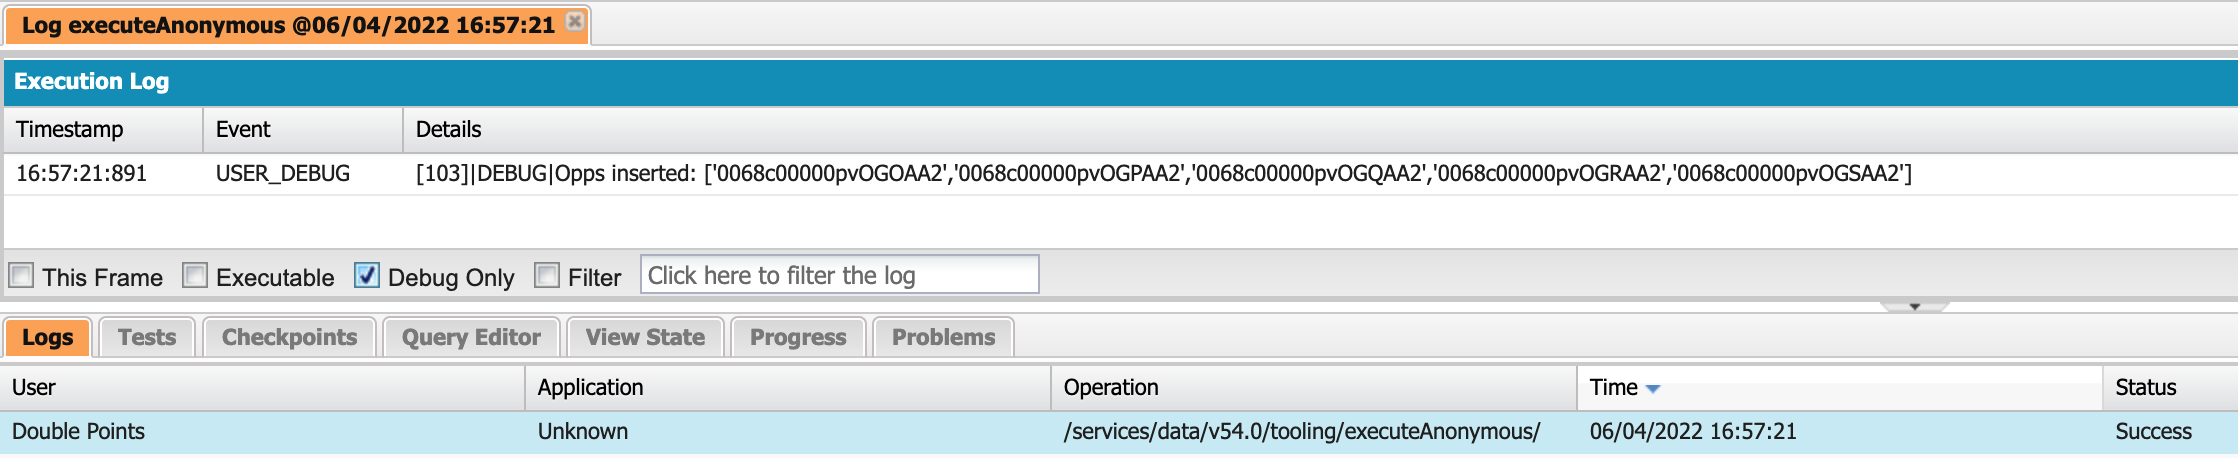 Log executeAnonymous @06/04/2022 16:57:21
Execution Log
Timestamp Event Details
16:57:21:891 USER_DEBUG [103]|DEBUG|Opps inserted: ['0068c00000pvOGOAA2','0068c00000pvOGPAA2','0068c00000pvOGQAA2','0068c00000pvOGRAA2','0068c00000pvOGSAA2']
This Frame Executable Debug Only Filter Click here to filter the log
Logs Tests Checkpoints Query Editor View State Progress Problems
User Application Operation Time Status
Double Points Unknown /services/data/v54.0/tooling/executeAnonymous/ 06/04/2022 16:57:21 Success